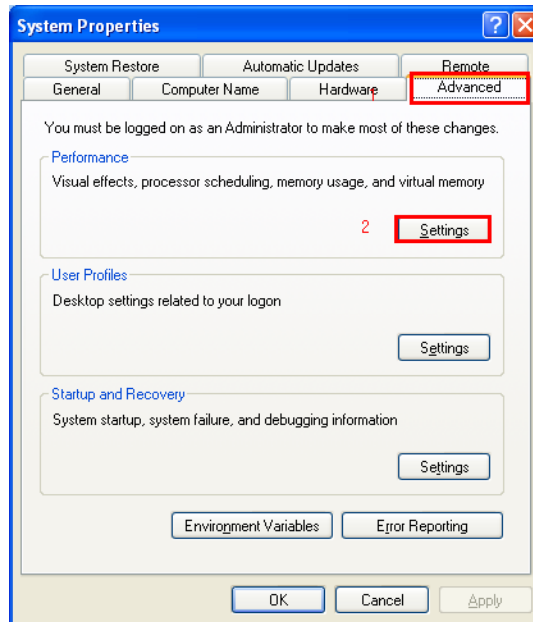 System Properties
System Restore Automatic Updates Remote
General Computer Name Hardware Advanced
1
You must be logged on as an Administrator to make most of these changes.
Performance
Visual effects, processor scheduling, memory usage, and virtual memory
2 Settings
User Profiles
Desktop settings related to your logon
Settings
Startup and Recovery
System startup, system failure, and debugging information
Settings
Environment Variables Error Reporting
OK Cancel Apply